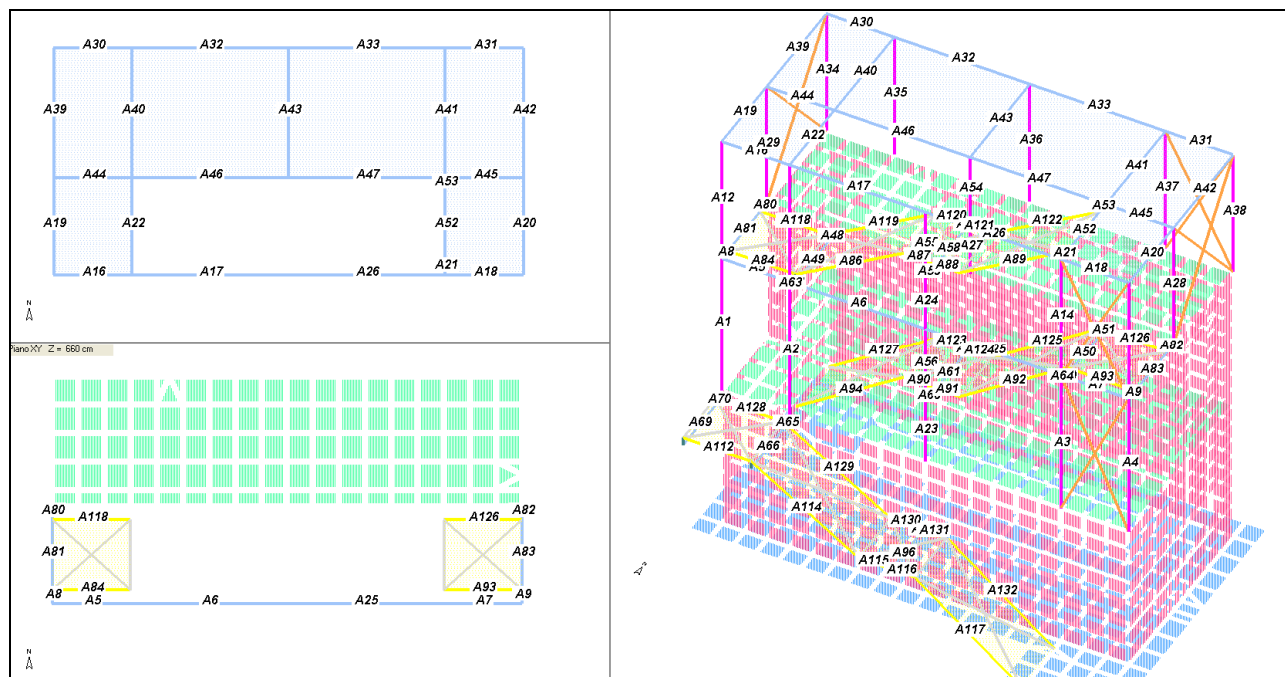 A30 A32 A33 A31
A39 A40 A43 A41 A42
A44 A46 A47 A53 A45
A19 A22 A52 A20
A16 A17 A26 A21 A18
N
Piano XY Z = 660 cm
A80 A118 A126 A82
A81 A83
A84 A93
A8 A5 A6 A25 A7 A9
N
A30
A39 A34 A40 A32
A44 A35 A33
A19 A43 A31
A29 A22 A46 A36 A41
A16 A47 A37 A42
A12 A17 A54 A45 A38
A80 A118 A119 A120 A121 A122 A53
A81 A48 A58 A27 A26 A52
A8 A84 A49 A86 A87 A88 A89 A21 A20
A63 A18 A28
A6 A24 A14
A1 A2 A127 A123 A124 A125 A51 A126 A82
A56 A61 A50 A83
A94 A90 A91 A92 A64 A93 A9
A70 A128 A65 A23 A3 A4
A69 A66
A112 A129
A114 A130 A131
A115 A96
A116 A132
A117
N